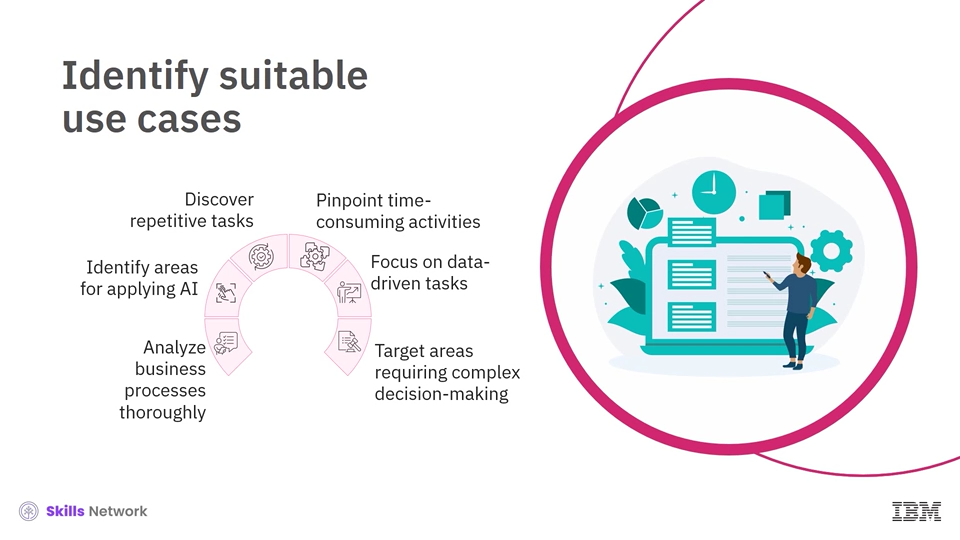 Identify suitable
use cases
Discover
repetitive tasks
Pinpoint time-
consuming activities
Identify areas
for applying AI
Focus on data-
driven tasks
Analyze
business
processes
thoroughly
Target areas
requiring complex
decision-making
Skills Network
IBM